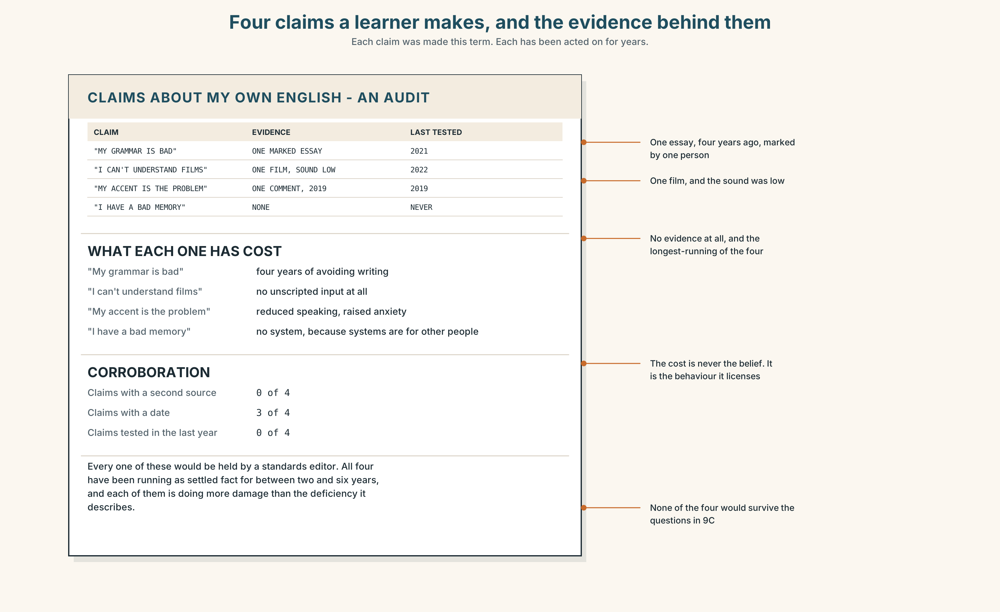 Four claims a learner makes, and the evidence behind them
Each claim was made this term. Each has been acted on for years.
CLAIMS ABOUT MY OWN ENGLISH - AN AUDIT
CLAIM EVIDENCE LAST TESTED
"MY GRAMMAR IS BAD" ONE MARKED ESSAY 2021
"I CAN'T UNDERSTAND FILMS" ONE FILM, SOUND LOW 2022
"MY ACCENT IS THE PROBLEM" ONE COMMENT, 2019 2019
"I HAVE A BAD MEMORY" NONE NEVER
WHAT EACH ONE HAS COST
"My grammar is bad" four years of avoiding writing
"I can't understand films" no unscripted input at all
"My accent is the problem" reduced speaking, raised anxiety
"I have a bad memory" no system, because systems are for other people
CORROBORATION
Claims with a second source 0 of 4
Claims with a date 3 of 4
Claims tested in the last year 0 of 4
Every one of these would be held by a standards editor. All four
have been running as settled fact for between two and six years,
and each of them is doing more damage than the deficiency it
describes.
One essay, four years ago, marked
by one person
One film, and the sound was low
No evidence at all, and the
longest-running of the four
The cost is never the belief. It
is the behaviour it licenses
None of the four would survive the
questions in 9C